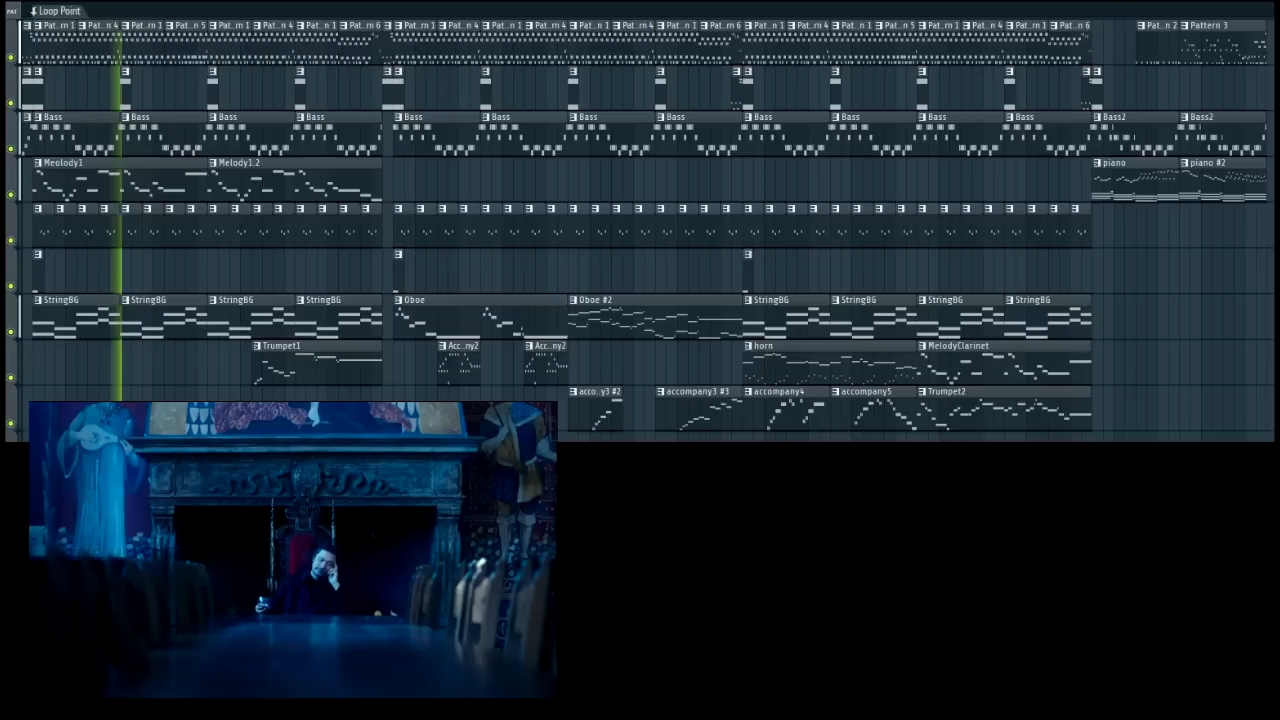 PAT Loop Point
Pat..rn 1 Pat..n 4 Pat..rn 1 Pat..n 5 Pat..rn 1 Pat..n 4 Pat..rn 1 Pat..rn 6 Pat..rn 1 Pat..n 4 Pat..rn 1 Pat..rn 4 Pat..n 1 Pat..rn 4 Pat..n 1 Pat..rn 6 Pat..rn 1 Pat..n 4 Pat..n 1 Pat..n 5 Pat..rn 1 Pat..n 4 Pat..rn 1 Pat..n 6 Pat..n 2 Pattern 3
Bass Bass Bass Bass Bass Bass Bass Bass Bass Bass Bass Bass Bass2 Bass2
Meolody1 Melody1.2 piano piano #2
StringBG StringBG StringBG StringBG Oboe Oboe #2 StringBG StringBG StringBG StringBG
Trumpet1 Acc..ny2 Acc..ny2 horn MelodyClarinet
acco..y3 #2 accompany3 #3 accompany4 accompany5 Trumpet2